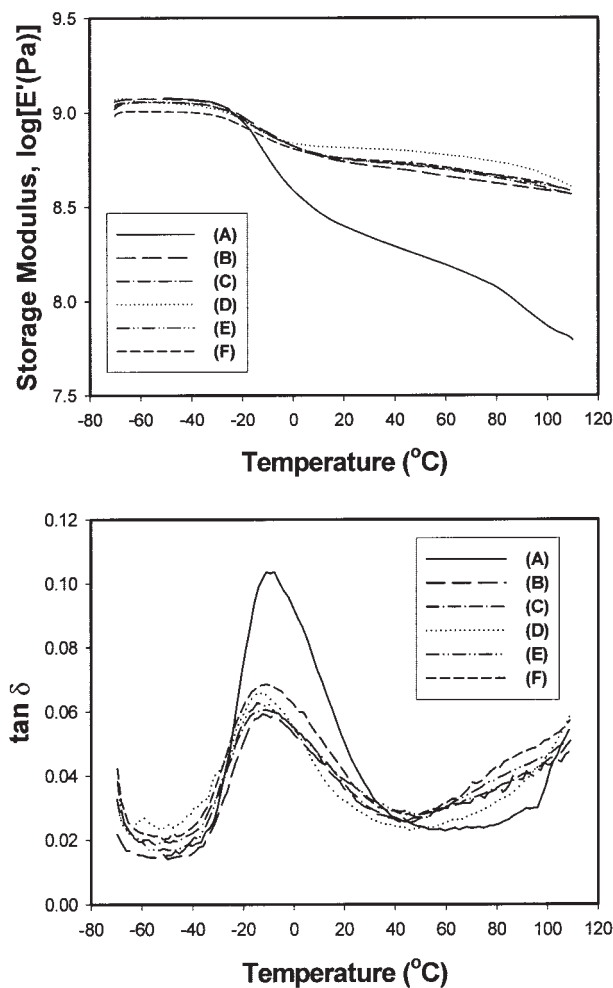 Storage Modulus, log[E'(Pa)]
9.5
9.0
8.5
8.0
7.5
(A)
(B)
(C)
(D)
(E)
(F)
-80 -60 -40 -20 0 20 40 60 80 100 120
Temperature (°C)
tan δ
0.12
0.10
0.08
0.06
0.04
0.02
0.00
(A)
(B)
(C)
(D)
(E)
(F)
-80 -60 -40 -20 0 20 40 60 80 100 120
Temperature (°C)